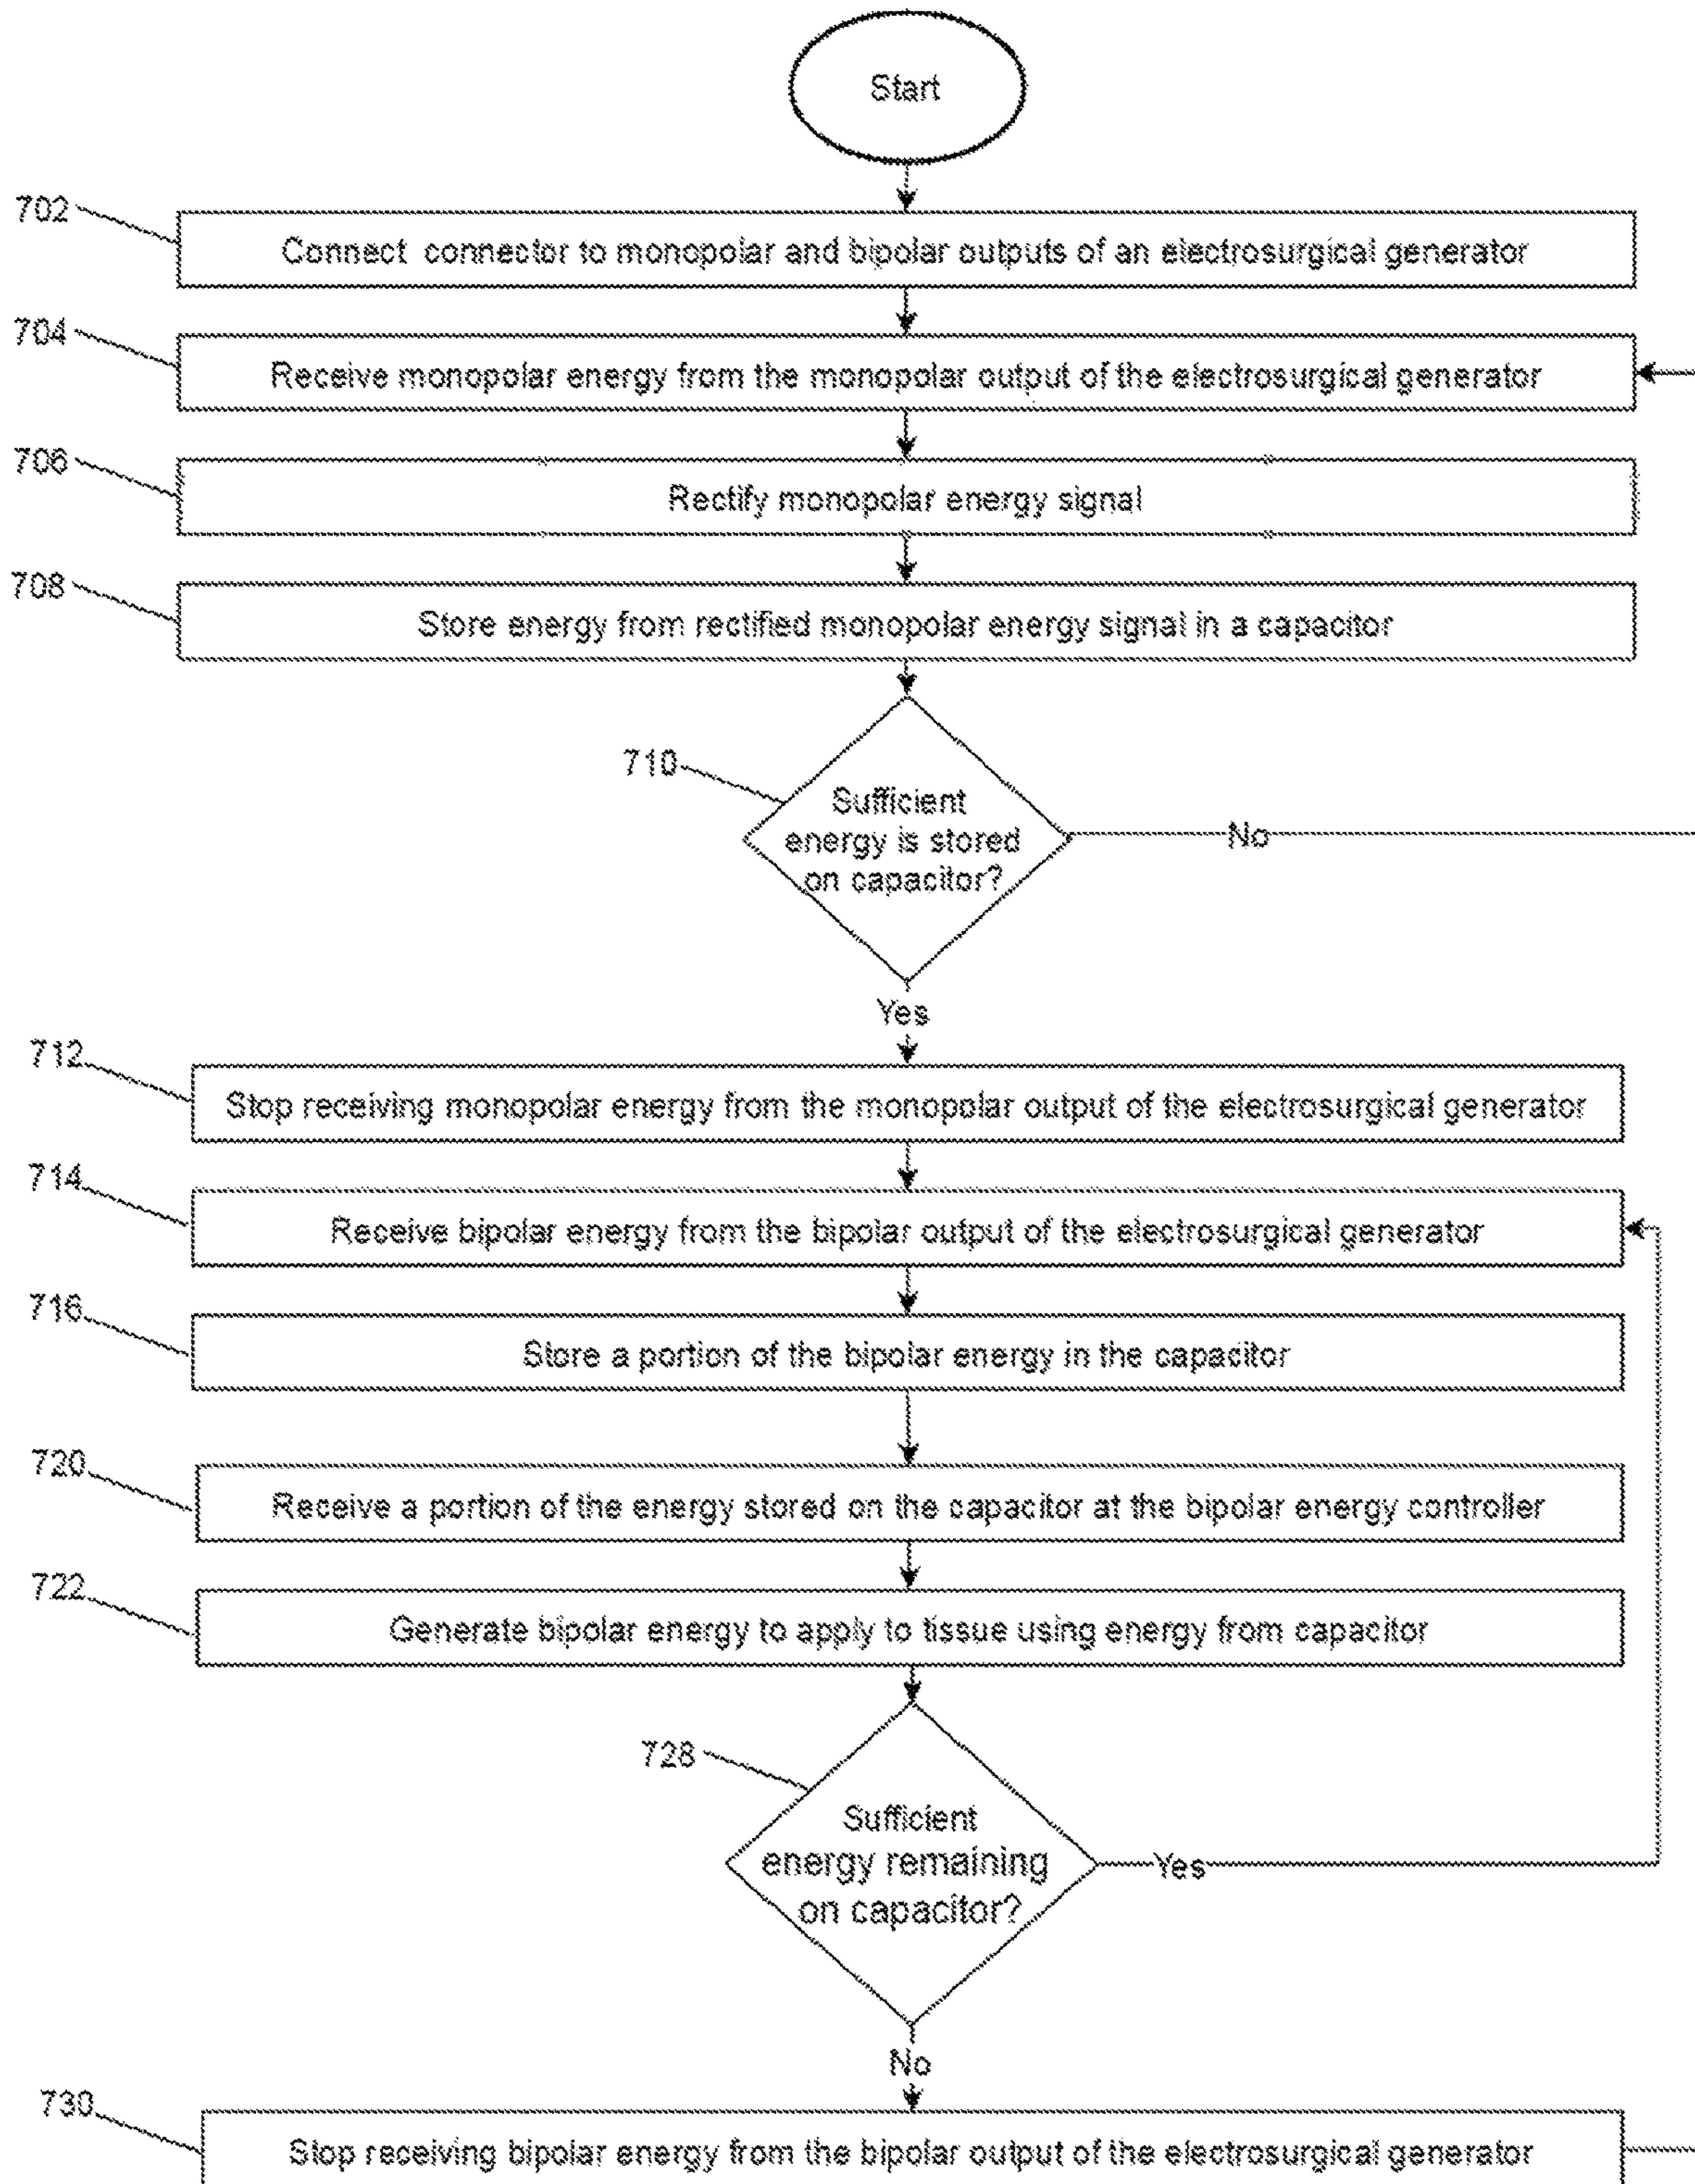 Start
702
Connect connector to monopolar and bipolar outputs of an electrosurgical generator
704
Receive monopolar energy from the monopolar output of the electrosurgical generator
706
Rectify monopolar energy signal
708
Store energy from rectified monopolar energy signal in a capacitor
710
Sufficient
energy is stored
on capacitor?
No
Yes
712
Stop receiving monopolar energy from the monopolar output of the electrosurgical generator
714
Receive bipolar energy from the bipolar output of the electrosurgical generator
716
Store a portion of the bipolar energy in the capacitor
720
Receive a portion of the energy stored on the capacitor at the bipolar energy controller
722
Generate bipolar energy to apply to tissue using energy from capacitor
728
Sufficient
energy remaining
on capacitor?
Yes
No
730
Stop receiving bipolar energy from the bipolar output of the electrosurgical generator